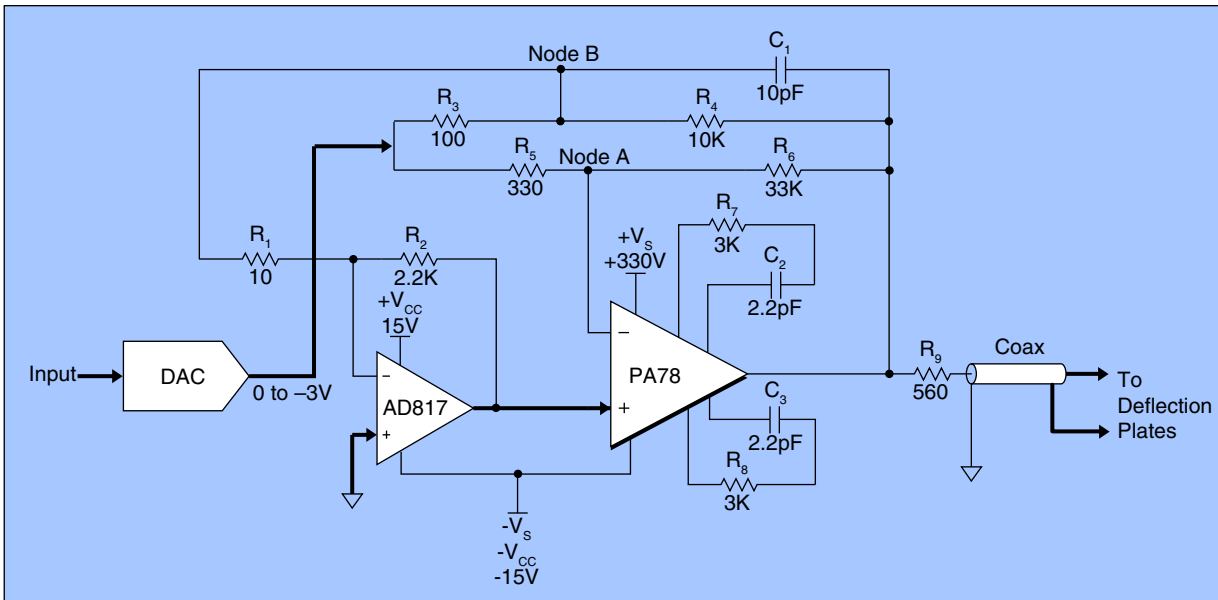 Node B
C₁
10pF
R₃
100
R₄
10K
R₅
330
Node A
R₆
33K
R₁
10
R₂
2.2K
R₇
3K
+Vₛ
+330V
C₂
2.2pF
+V_CC
15V
Input
DAC
0 to –3V
–
AD817
+
–
PA78
+
C₃
2.2pF
R₈
3K
R₉
560
Coax
To
Deflection
Plates
-Vₛ
-V_CC
-15V